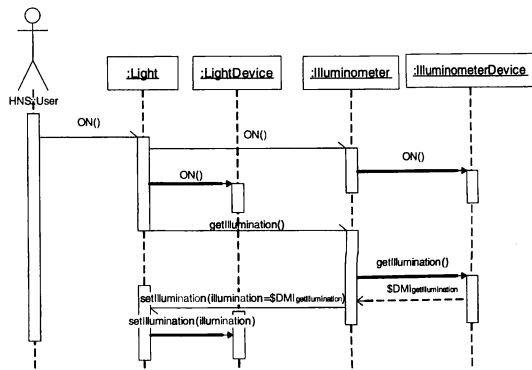 :Light
:LightDevice
:Illuminometer
:IlluminometerDevice
HNS:User
ON()
ON()
ON()
ON()
getIllumination()
getIllumination()
$DMIgetIllumination
setIllumination(illumination=$DMIgetIllumination)
setIllumination(illumination)